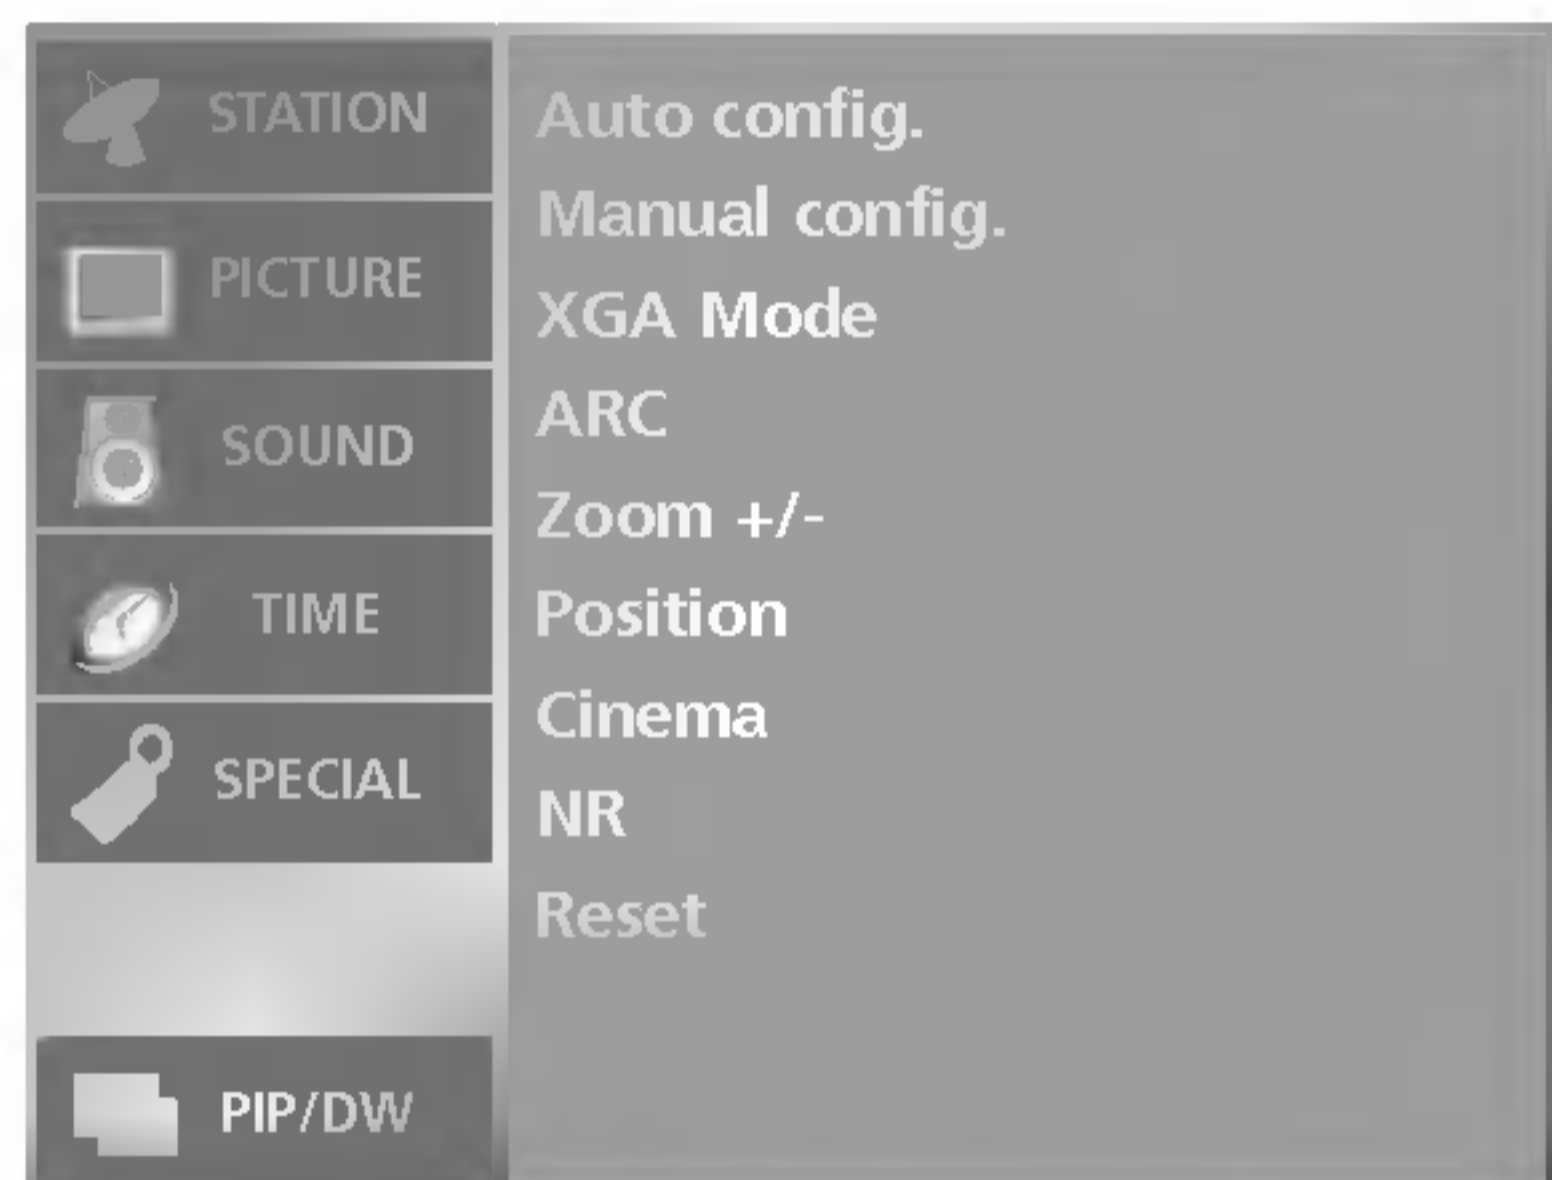 STATION
PICTURE
SOUND
TIME
SPECIAL
PIP/DW
Auto config.
Manual config.
XGA Mode
ARC
Zoom +/-
Position
Cinema
NR
Reset